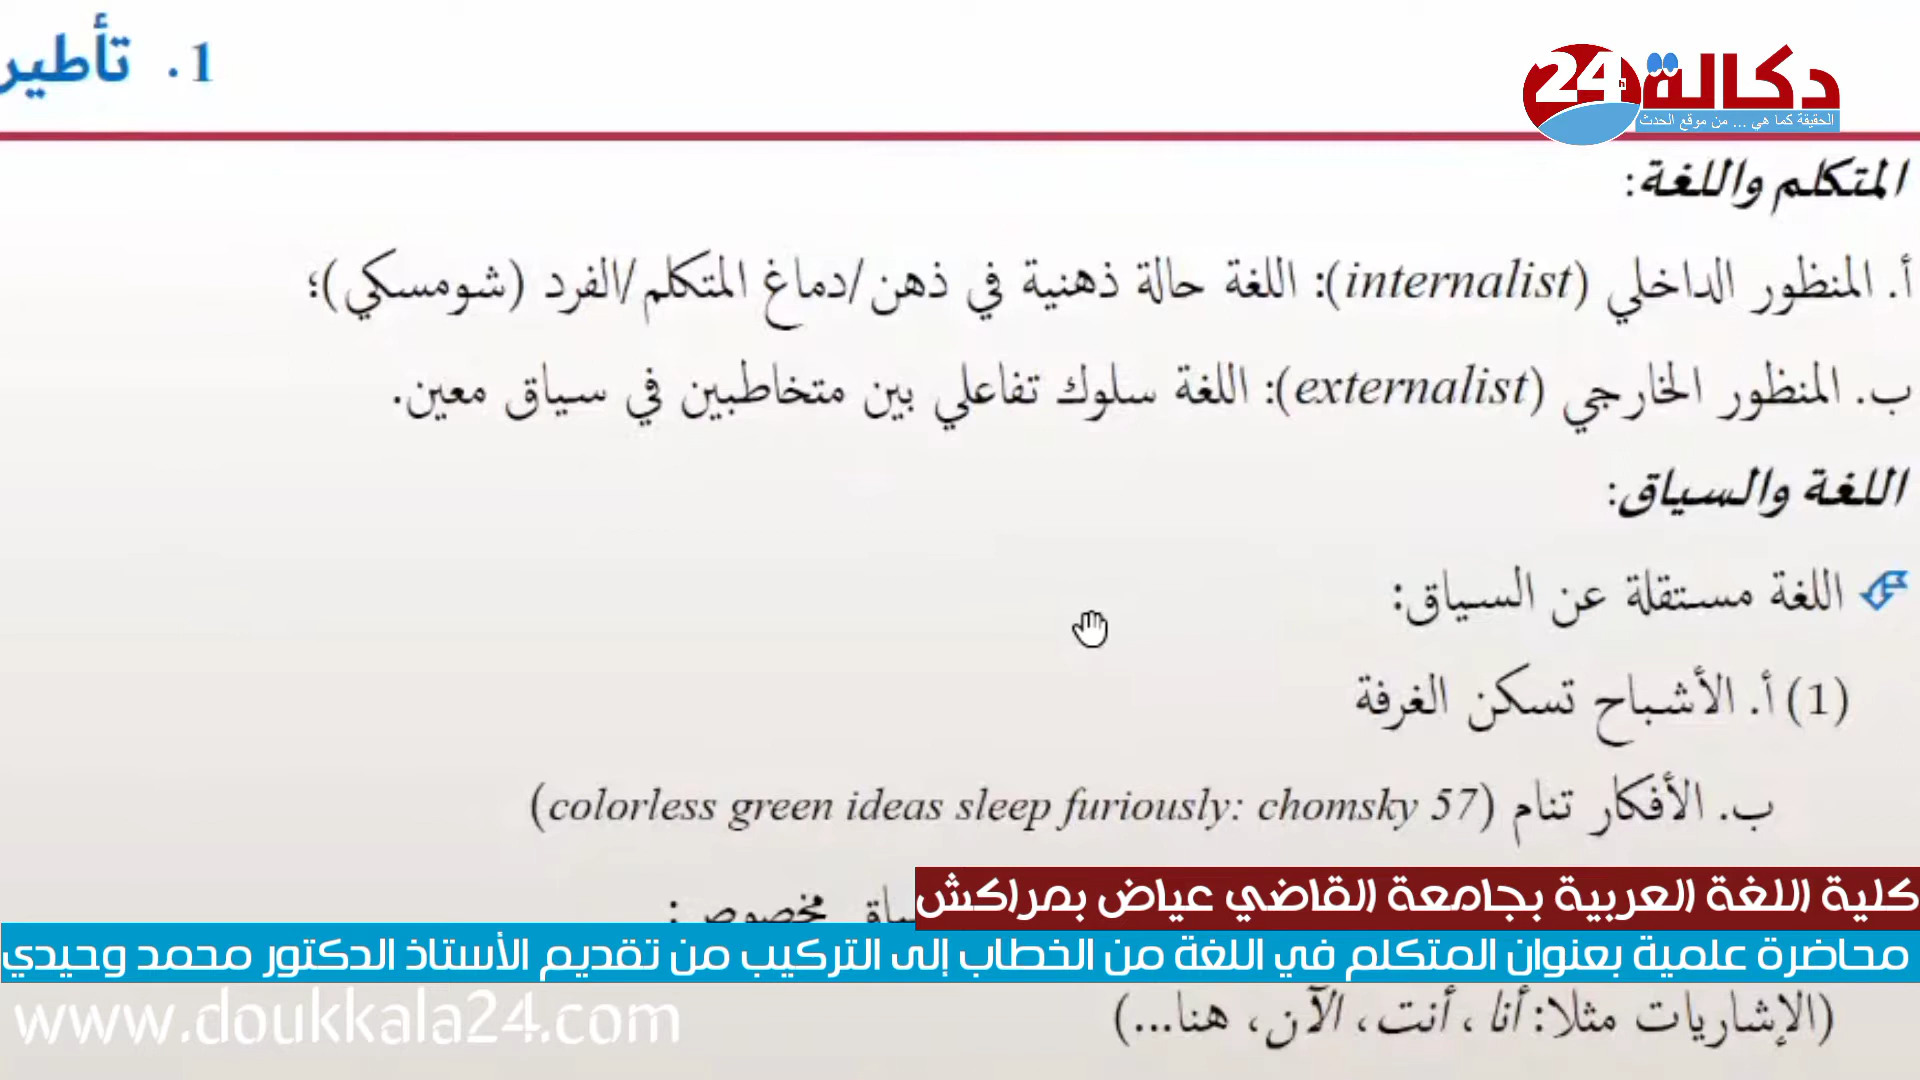 1. تأطير
دكالة 24h
الحقيقة كما هي ... من موقع الحدث
المتكلم واللغة:
أ. المنظور الداخلي (internalist): اللغة حالة ذهنية في ذهن/دماغ المتكلم/الفرد (شومسكي)؛
ب. المنظور الخارجي (externalist): اللغة سلوك تفاعلي بين متخاطبين في سياق معين.
اللغة والسياق:
اللغة مستقلة عن السياق:
(1) أ. الأشباح تسكن الغرفة
ب. الأفكار تنام (colorless green ideas sleep furiously: chomsky 57)
مخصوص:
كلية اللغة العربية بجامعة القاضي عياض بمراكش
محاضرة علمية بعنوان المتكلم في اللغة من الخطاب إلى التركيب من تقديم الأستاذ الدكتور محمد وحيدي
(الإشاريات مثلا: أنا، أنت، الآن، هنا...)
www.doukkala24.com